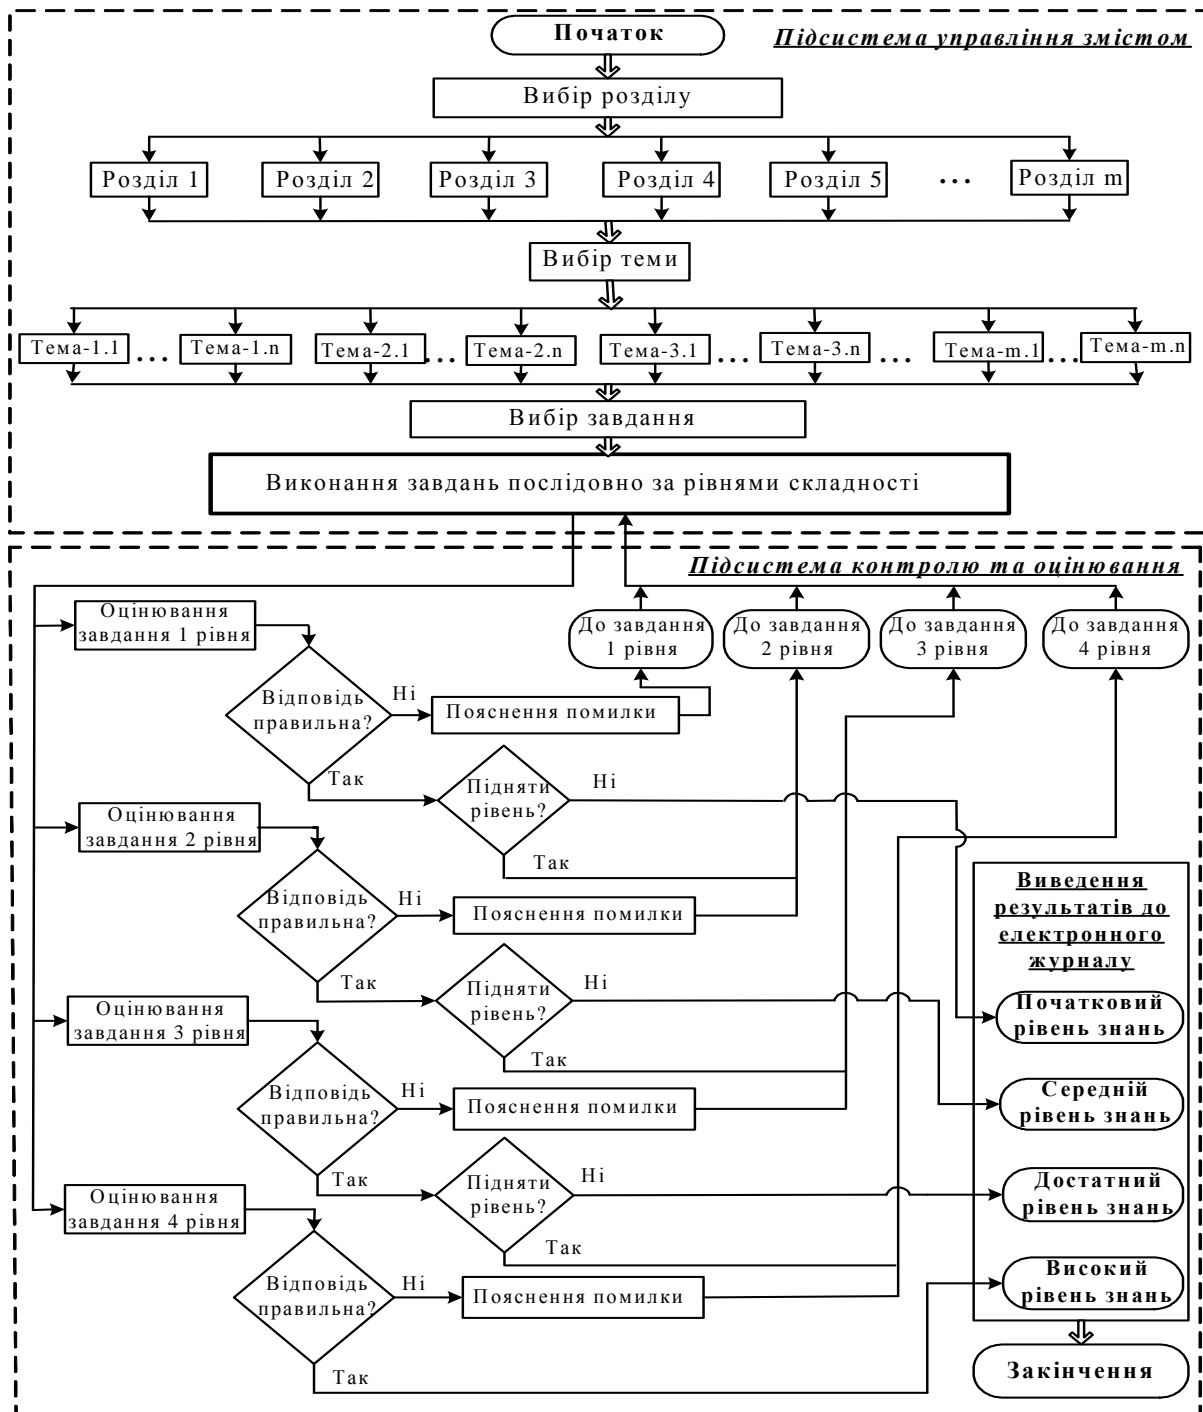 Початок
Підсистема управління змістом
Вибір розділу
Розділ 1
Розділ 2
Розділ 3
Розділ 4
Розділ 5
...
Розділ m
Вибір теми
Тема-1.1
...
Тема-1.n
Тема-2.1
...
Тема-2.n
Тема-3.1
...
Тема-3.n
...
Тема-m.1
...
Тема-m.n
Вибір завдання
Виконання завдань послідовно за рівнями складності
Підсистема контролю та оцінювання
Оцінювання
завдання 1 рівня
До завдання
1 рівня
До завдання
2 рівня
До завдання
3 рівня
До завдання
4 рівня
Відповідь
правильна?
Ні
Пояснення помилки
Так
Підняти
рівень?
Ні
Так
Оцінювання
завдання 2 рівня
Відповідь
правильна?
Ні
Пояснення помилки
Так
Підняти
рівень?
Ні
Так
Виведення
результатів до
електронного
журналу
Початковий
рівень знань
Оцінювання
завдання 3 рівня
Відповідь
правильна?
Ні
Пояснення помилки
Середній
рівень знань
Так
Підняти
рівень?
Ні
Так
Достатний
рівень знань
Оцінювання
завдання 4 рівня
Відповідь
правильна?
Ні
Пояснення помилки
Високий
рівень знань
Так
Закінчення